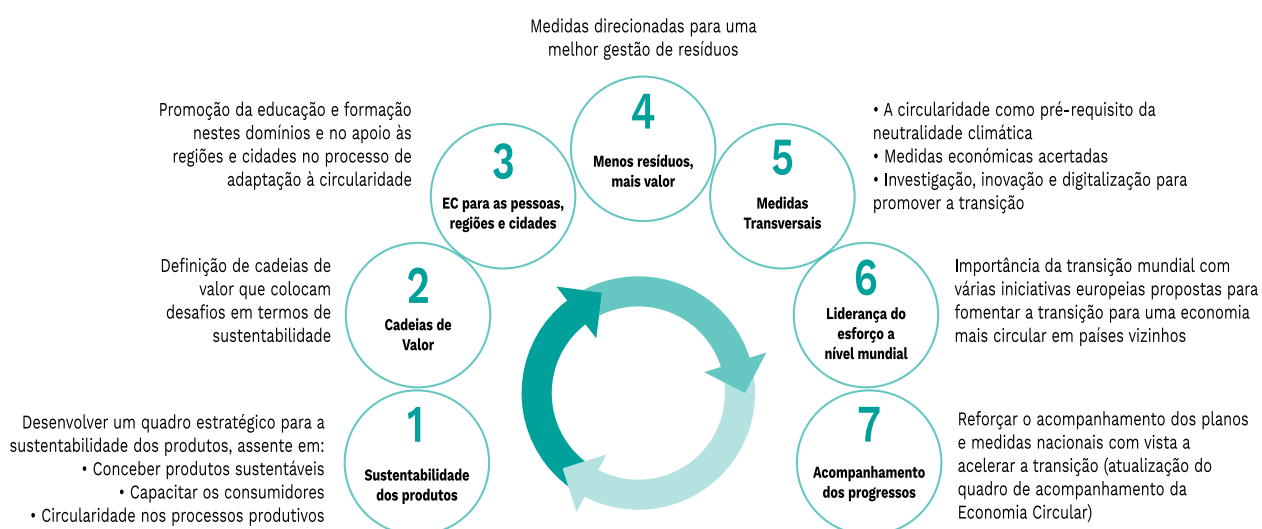 Desenvolver um quadro estratégico para a
sustentabilidade dos produtos, assente em:
• Conceber produtos sustentáveis
• Capacitar os consumidores
• Circularidade nos processos produtivos
1
Sustentabilidade
dos produtos
Definição de cadeias de
valor que colocam
desafios em termos de
sustentabilidade
2
Cadeias de
Valor
Promoção da educação e formação
nestes domínios e no apoio às
regiões e cidades no processo de
adaptação à circularidade
3
EC para as pessoas,
regiões e cidades
Medidas direcionadas para uma
melhor gestão de resíduos
4
Menos resíduos,
mais valor
5
Medidas
Transversais
• A circularidade como pré-requisito da
neutralidade climática
• Medidas económicas acertadas
• Investigação, inovação e digitalização para
promover a transição
6
Liderança do
esforço a
nível mundial
Importância da transição mundial com
várias iniciativas europeias propostas para
fomentar a transição para uma economia
mais circular em países vizinhos
7
Acompanhamento
dos progressos
Reforçar o acompanhamento dos planos
e medidas nacionais com vista a
acelerar a transição (atualização do
quadro de acompanhamento da
Economia Circular)